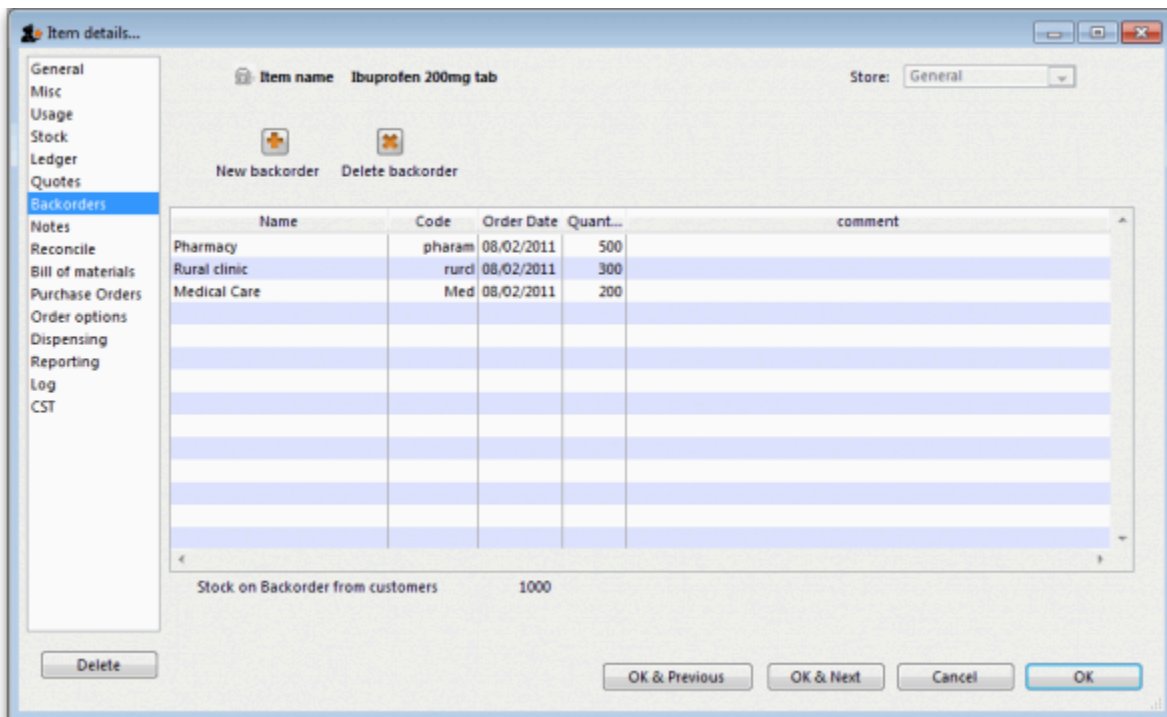 Item details...
General
Misc
Usage
Stock
Ledger
Quotes
Backorders
Notes
Reconcile
Bill of materials
Purchase Orders
Order options
Dispensing
Reporting
Log
CST
Delete
Item name Ibuprofen 200mg tab
Store: General
New backorder Delete backorder
Name Code Order Date Quant... comment
Pharmacy pharam 08/02/2011 500
Rural clinic rurcl 08/02/2011 300
Medical Care Med 08/02/2011 200
Stock on Backorder from customers 1000
OK & Previous OK & Next Cancel OK